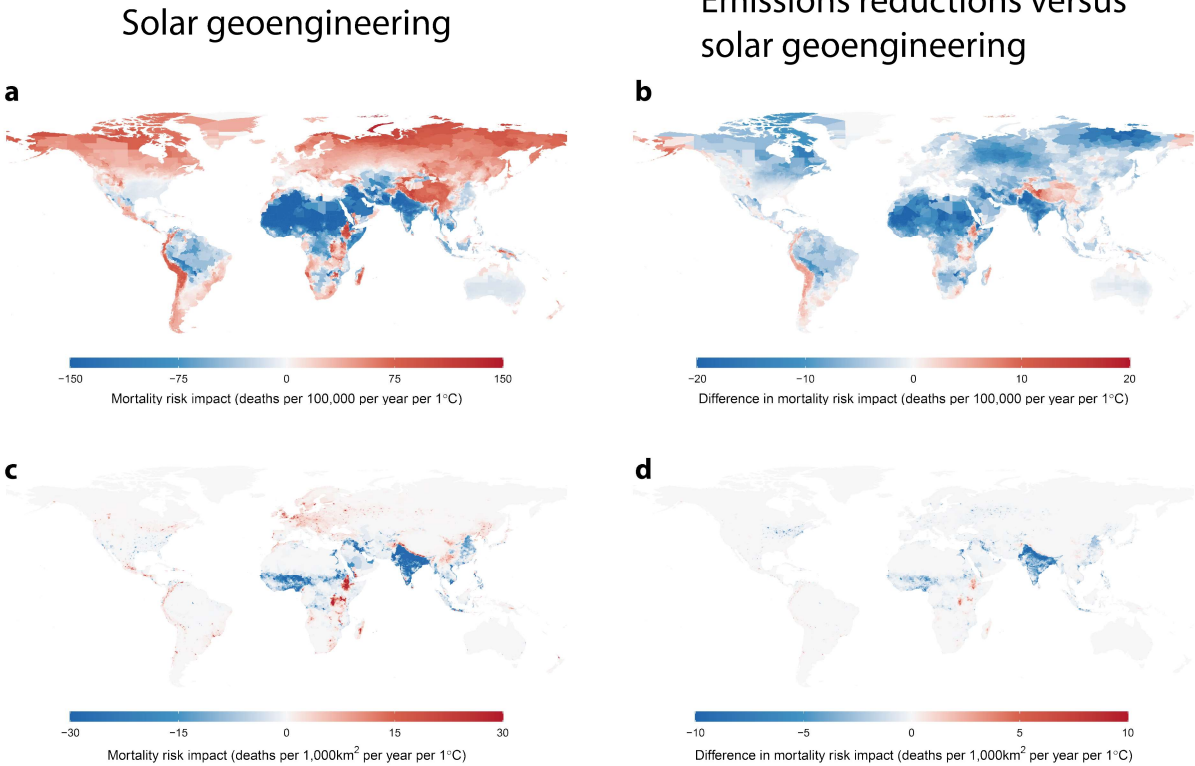 Solar geoengineering
Emissions reductions versus
solar geoengineering
a
b
−150 −75 0 75 150
Mortality risk impact (deaths per 100,000 per year per 1°C)
−20 −10 0 10 20
Difference in mortality risk impact (deaths per 100,000 per year per 1°C)
c
d
−30 −15 0 15 30
Mortality risk impact (deaths per 1,000km² per year per 1°C)
−10 −5 0 5 10
Difference in mortality risk impact (deaths per 1,000km² per year per 1°C)